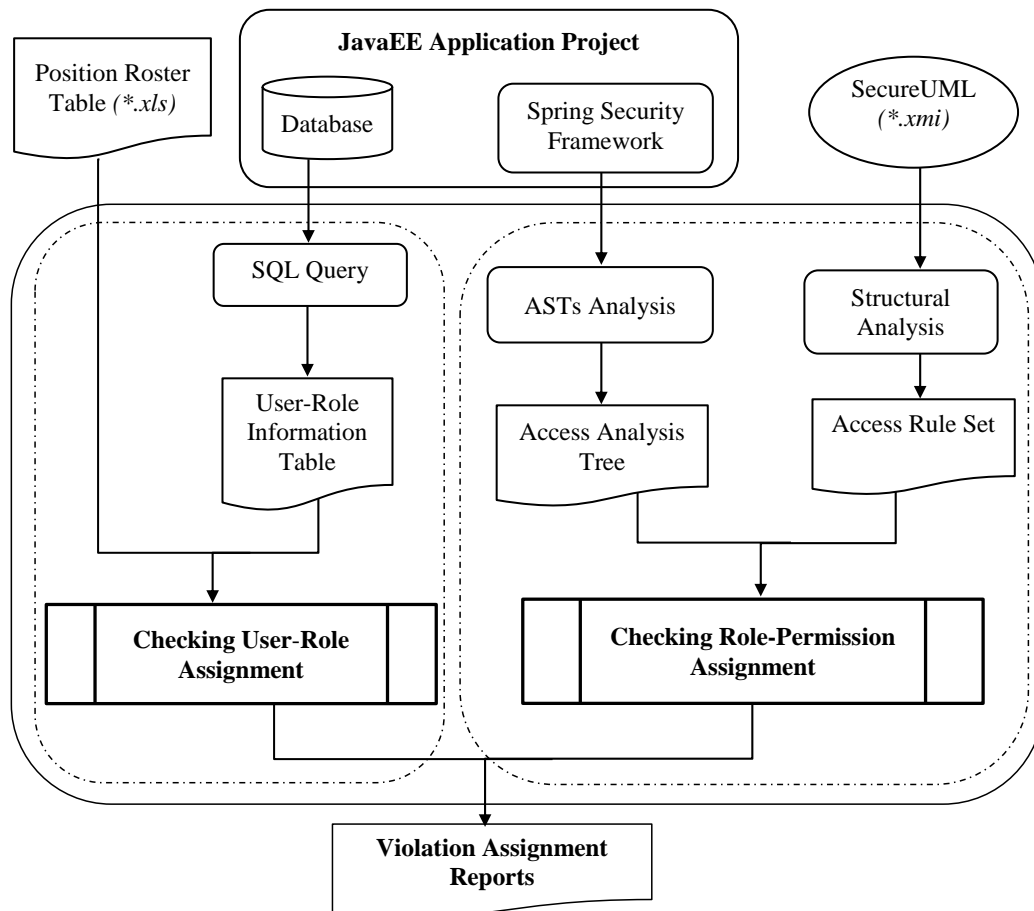 JavaEE Application Project
Position Roster
Table (*.xls)
Database
Spring Security
Framework
SecureUML
(*.xmi)
SQL Query
ASTs Analysis
Structural
Analysis
User-Role
Information
Table
Access Analysis
Tree
Access Rule Set
Checking User-Role
Assignment
Checking Role-Permission
Assignment
Violation Assignment
Reports